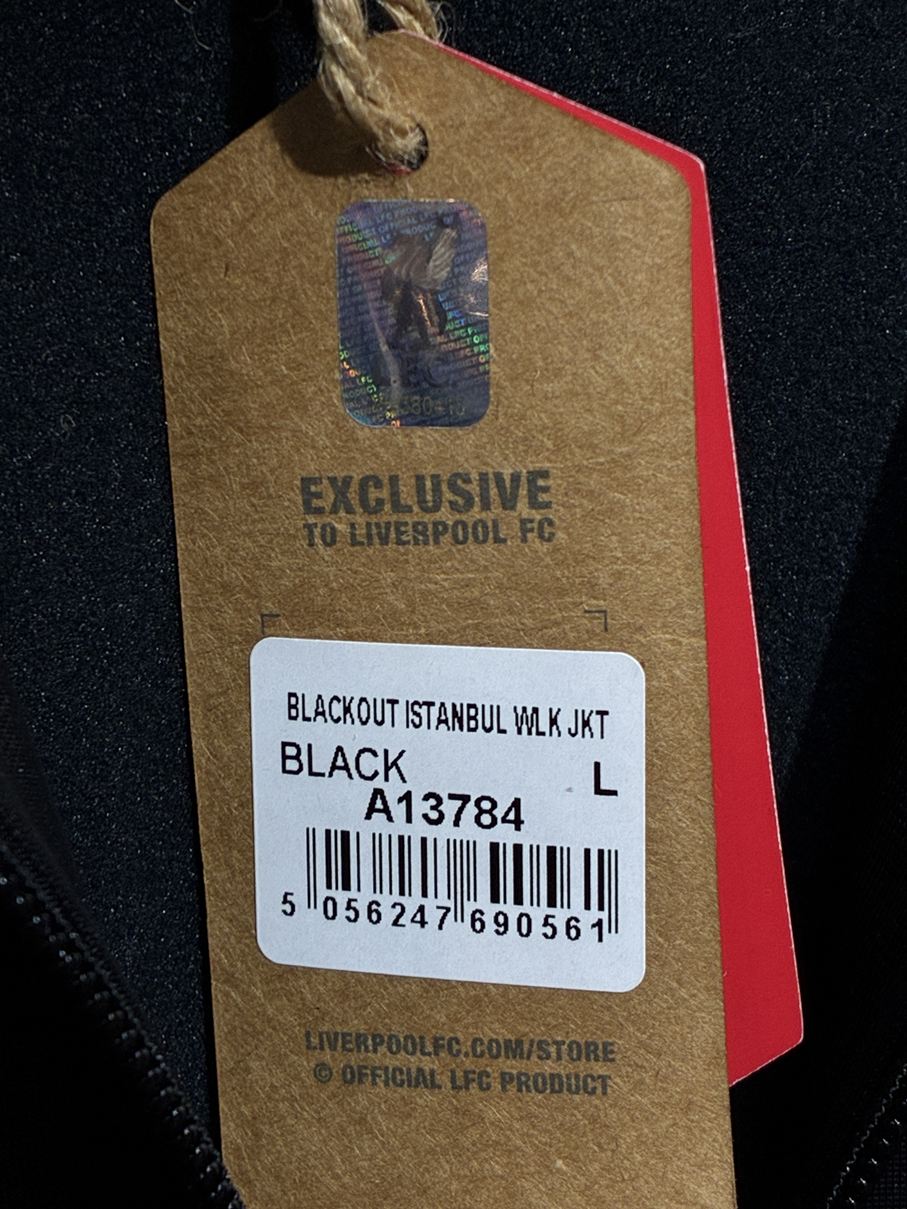 EXCLUSIVE
TO LIVERPOOL FC
BLACKOUT ISTANBUL WLK JKT
BLACK L
A13784
5 056247 690561
LIVERPOOLFC.COM/STORE
© OFFICIAL LFC PRODUCT